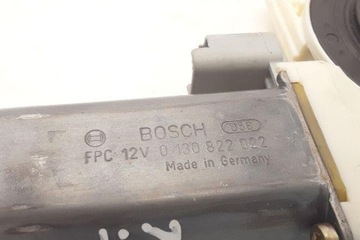 BOSCH
FPC 12V 0 130 822 022
Made in Germany